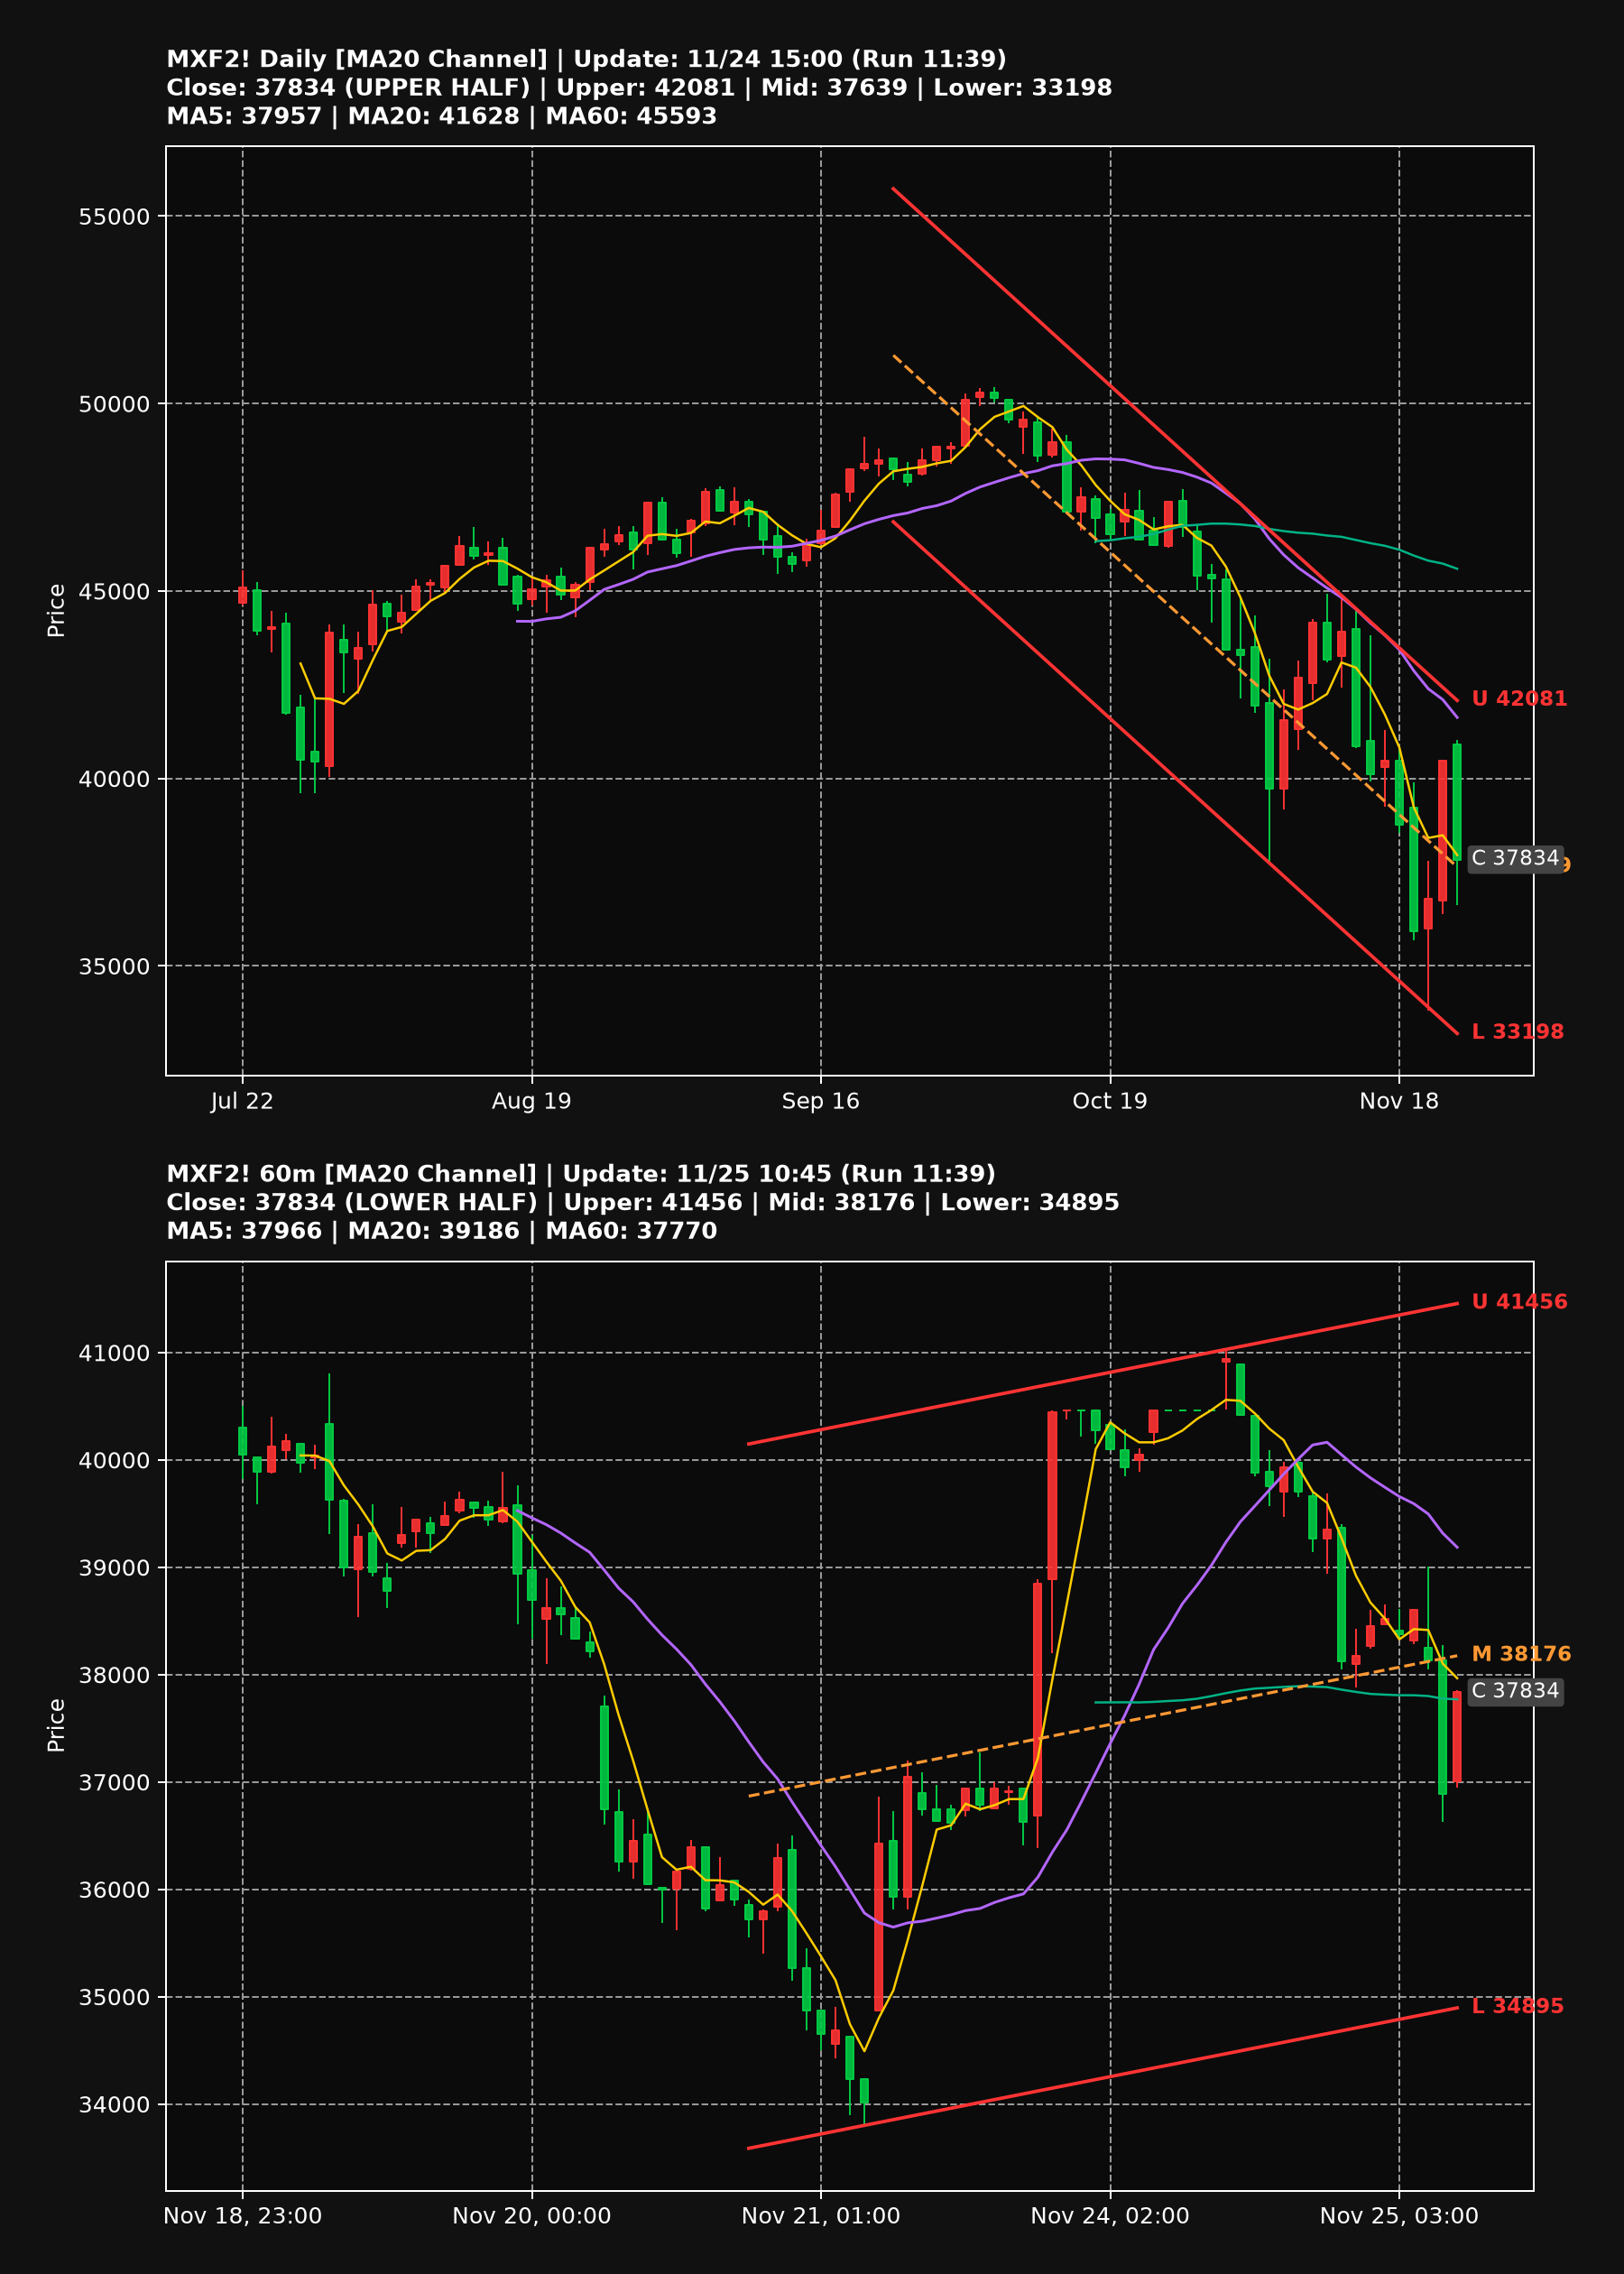 MXF2! Daily [MA20 Channel] | Update: 11/24 15:00 (Run 11:39)
Close: 37834 (UPPER HALF) | Upper: 42081 | Mid: 37639 | Lower: 33198
MA5: 37957 | MA20: 41628 | MA60: 45593
55000
50000
45000
40000
35000
Price
U 42081
C 37834
9
L 33198
Jul 22
Aug 19
Sep 16
Oct 19
Nov 18
MXF2! 60m [MA20 Channel] | Update: 11/25 10:45 (Run 11:39)
Close: 37834 (LOWER HALF) | Upper: 41456 | Mid: 38176 | Lower: 34895
MA5: 37966 | MA20: 39186 | MA60: 37770
41000
40000
39000
38000
37000
36000
35000
34000
Price
U 41456
M 38176
C 37834
L 34895
Nov 18, 23:00
Nov 20, 00:00
Nov 21, 01:00
Nov 24, 02:00
Nov 25, 03:00